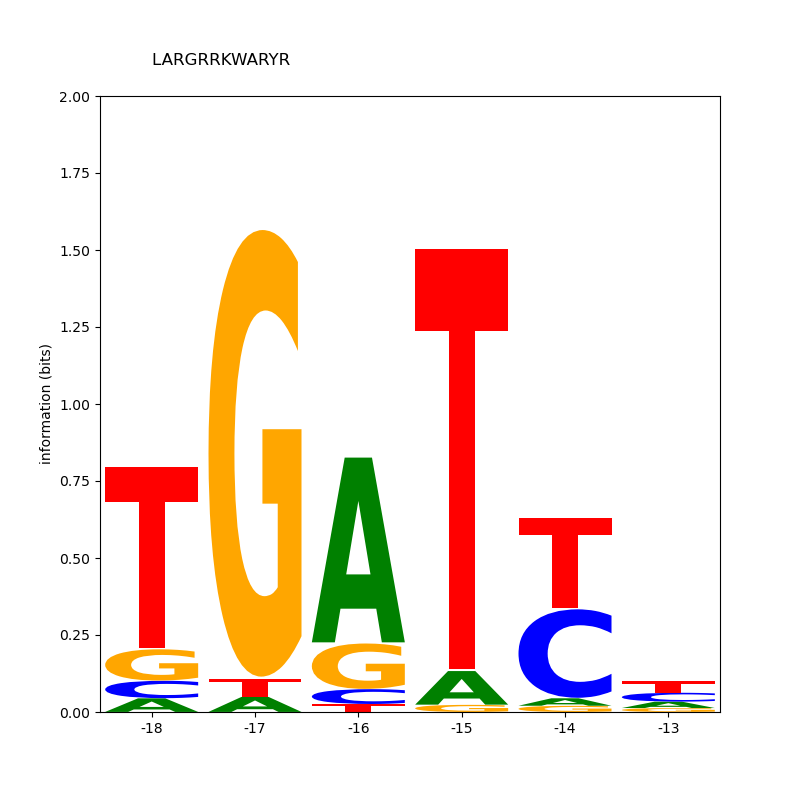 LARGRRKWARYR
2.00
1.75
1.50
1.25
1.00
0.75
0.50
0.25
0.00
information (bits)
T G C A
G T A
A G C T
T A G
T C A G
T C A G
-18 -17 -16 -15 -14 -13